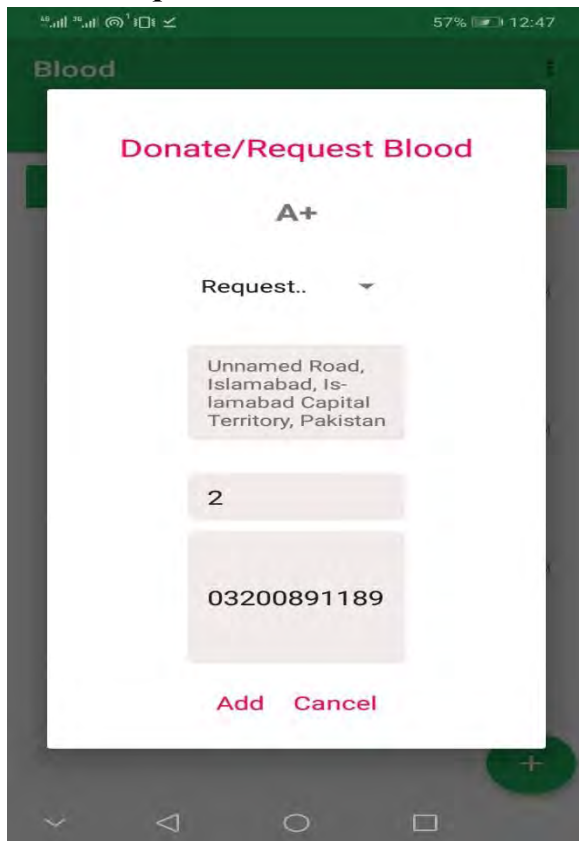 57% 12:47
Blood
Donate/Request Blood
A+
Request..
Unnamed Road,
Islamabad, Is-
lamabad Capital
Territory, Pakistan
2
03200891189
Add Cancel
+